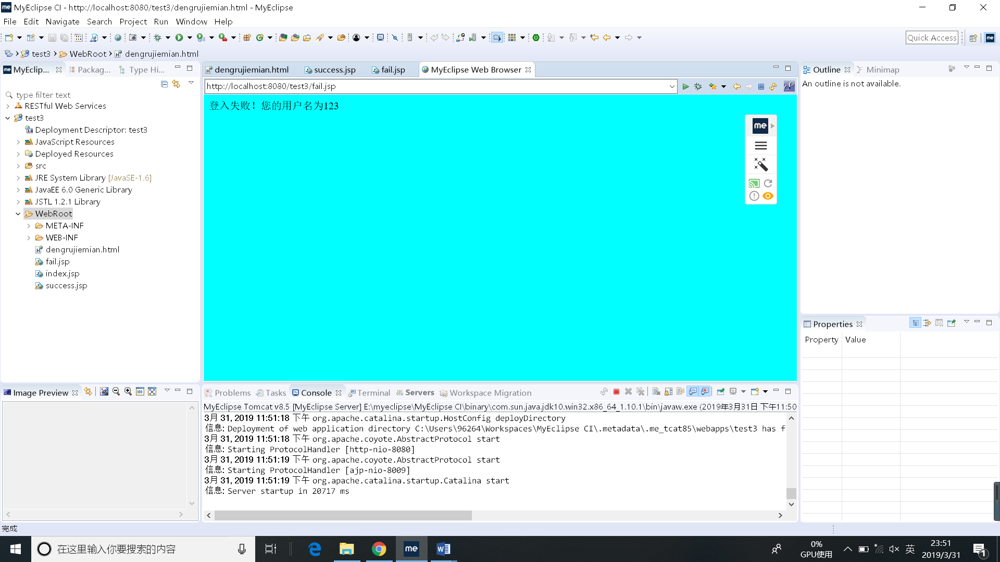 MyEclipse CI - http://localhost:8080/test3/dengrujiemian.html - MyEclipse
File Edit Navigate Search Project Run Window Help
Quick Access
test3 WebRoot dengrujiemian.html
MyEclip... Packag... Type Hi...
type filter text
RESTful Web Services
test3
Deployment Descriptor: test3
JavaScript Resources
Deployed Resources
src
JRE System Library [JavaSE-1.6]
JavaEE 6.0 Generic Library
JSTL 1.2.1 Library
WebRoot
META-INF
WEB-INF
dengrujiemian.html
fail.jsp
index.jsp
success.jsp
dengrujiemian.html success.jsp fail.jsp MyEclipse Web Browser
http://localhost:8080/test3/fail.jsp
登入失败！您的用户名为123
me
Outline Minimap
An outline is not available.
Properties
Property Value
Image Preview
Problems Tasks Console Terminal Servers Workspace Migration
MyEclipse Tomcat v8.5 [MyEclipse Server] E:\myeclipse\MyEclipse CI\binary\com.sun.java.jdk10.win32.x86_64_1.10.1\bin\javaw.exe (2019年3月31日 下午11:50
3月 31, 2019 11:51:18 下午 org.apache.catalina.startup.HostConfig deployDirectory
信息: Deployment of web application directory C:\Users\96264\Workspaces\MyEclipse CI\.metadata\.me_tcat85\webapps\test3 has f
3月 31, 2019 11:51:18 下午 org.apache.coyote.AbstractProtocol start
信息: Starting ProtocolHandler [http-nio-8080]
3月 31, 2019 11:51:19 下午 org.apache.coyote.AbstractProtocol start
信息: Starting ProtocolHandler [ajp-nio-8009]
3月 31, 2019 11:51:19 下午 org.apache.catalina.startup.Catalina start
信息: Server startup in 20717 ms
完成
在这里输入你要搜索的内容
me
0%
GPU使用
英
23:51
2019/3/31
1